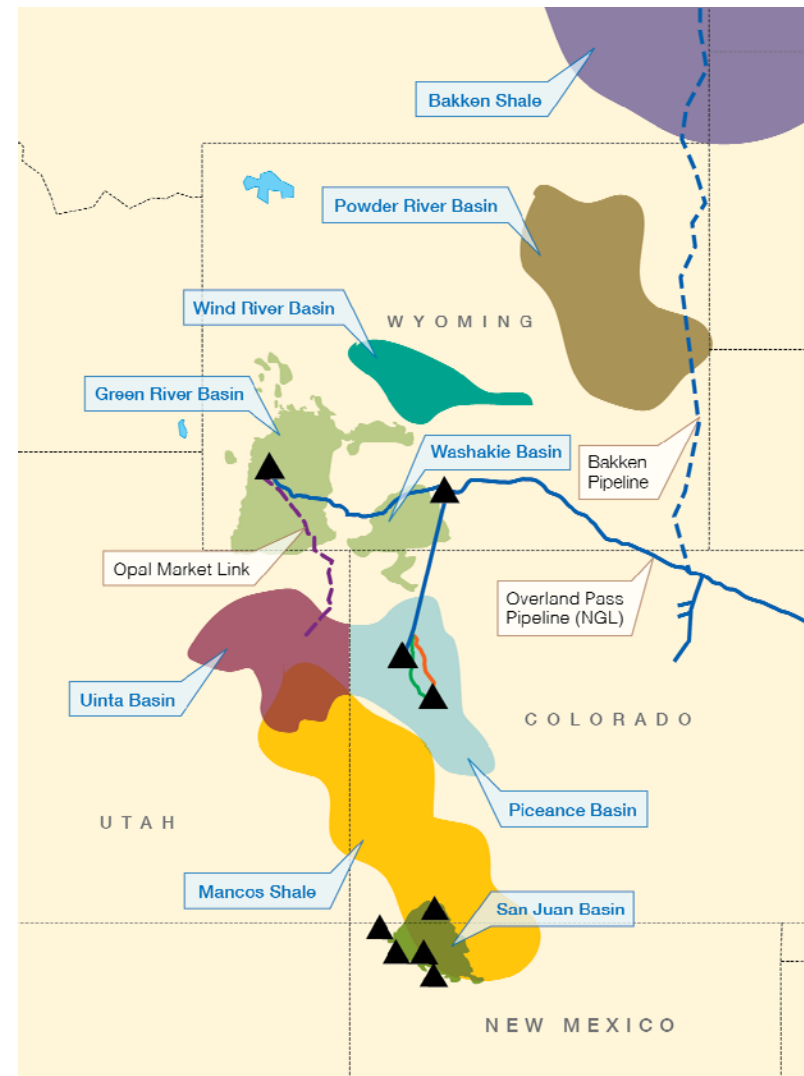 Bakken Shale
Powder River Basin
Wind River Basin
WYOMING
Green River Basin
Washakie Basin
Bakken
Pipeline
Opal Market Link
Overland Pass
Pipeline (NGL)
Uinta Basin
COLORADO
Piceance Basin
UTAH
Mancos Shale
San Juan Basin
NEW MEXICO